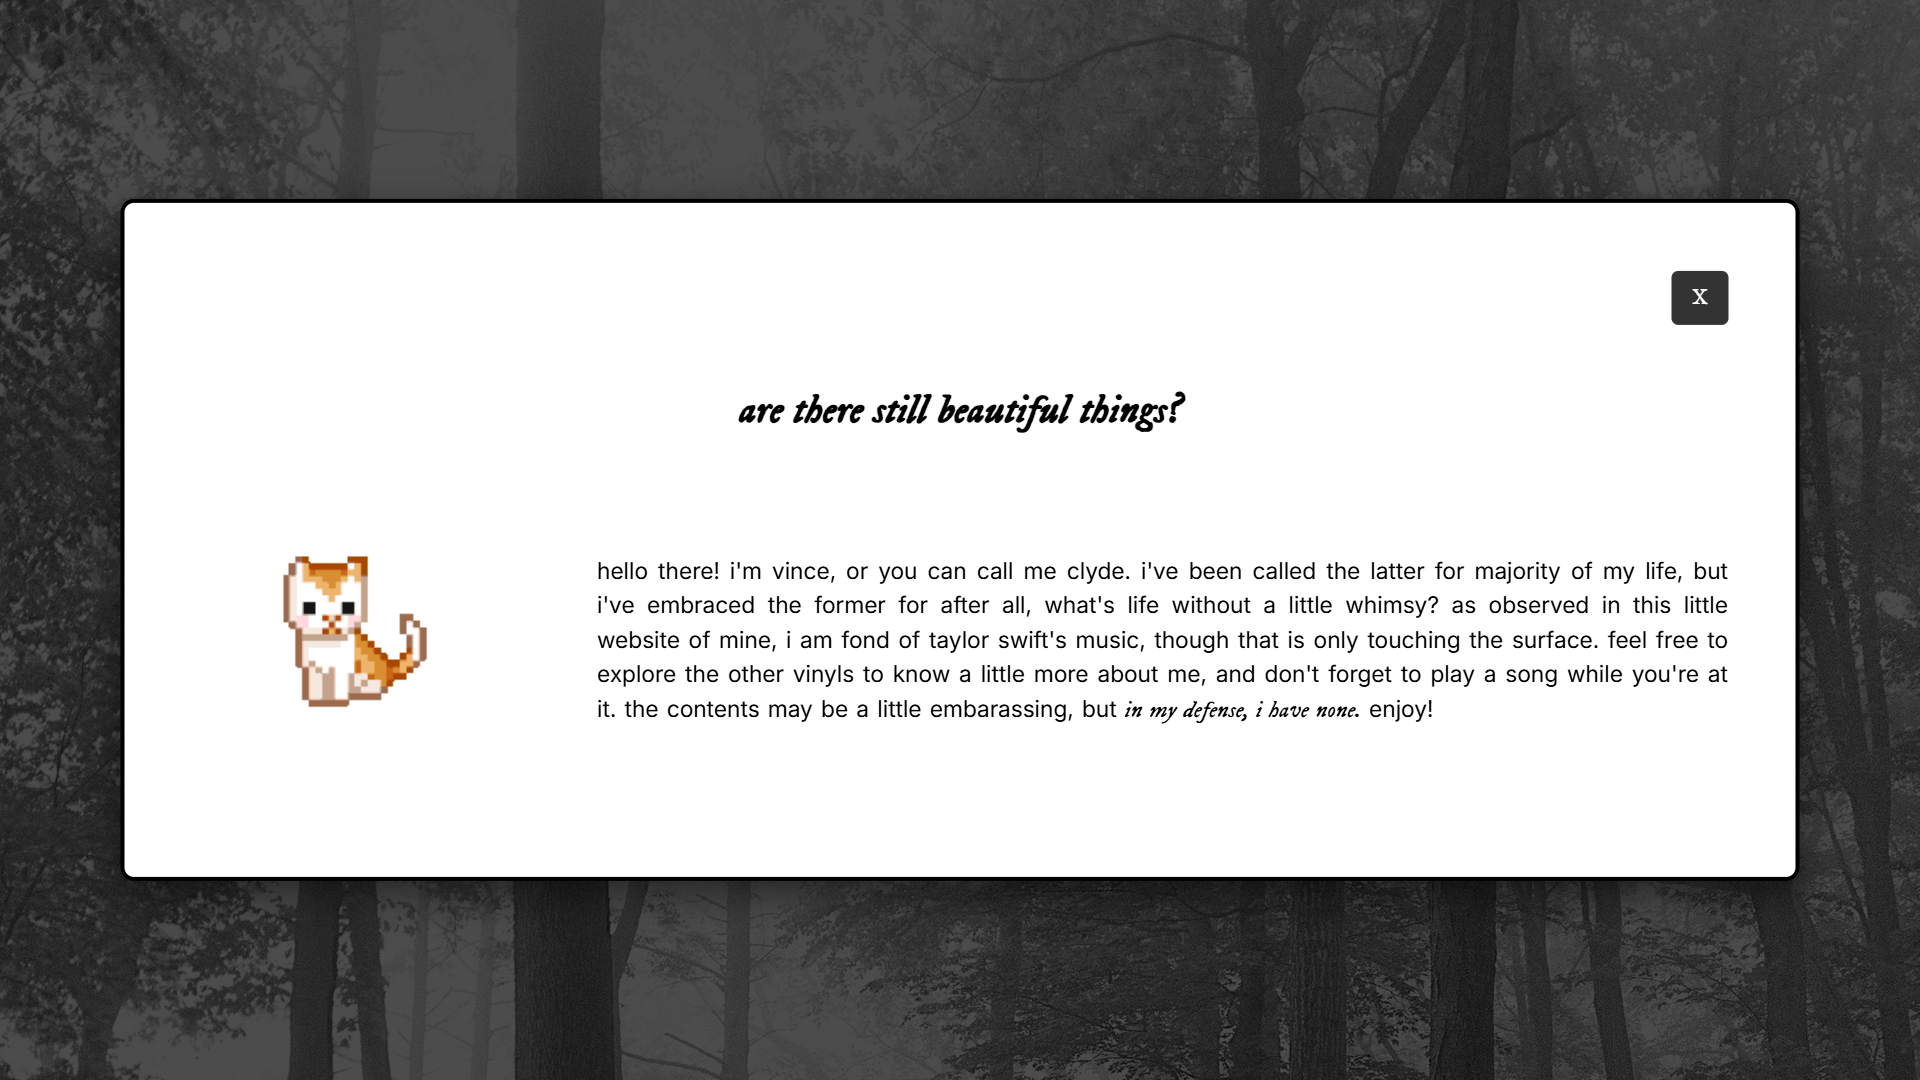 x
are there still beautiful things?
hello there! i'm vince, or you can call me clyde. i've been called the latter for majority of my life, but
i've embraced the former for after all, what's life without a little whimsy? as observed in this little
website of mine, i am fond of taylor swift's music, though that is only touching the surface. feel free to
explore the other vinyls to know a little more about me, and don't forget to play a song while you're at
it. the contents may be a little embarassing, but in my defense, i have none. enjoy!